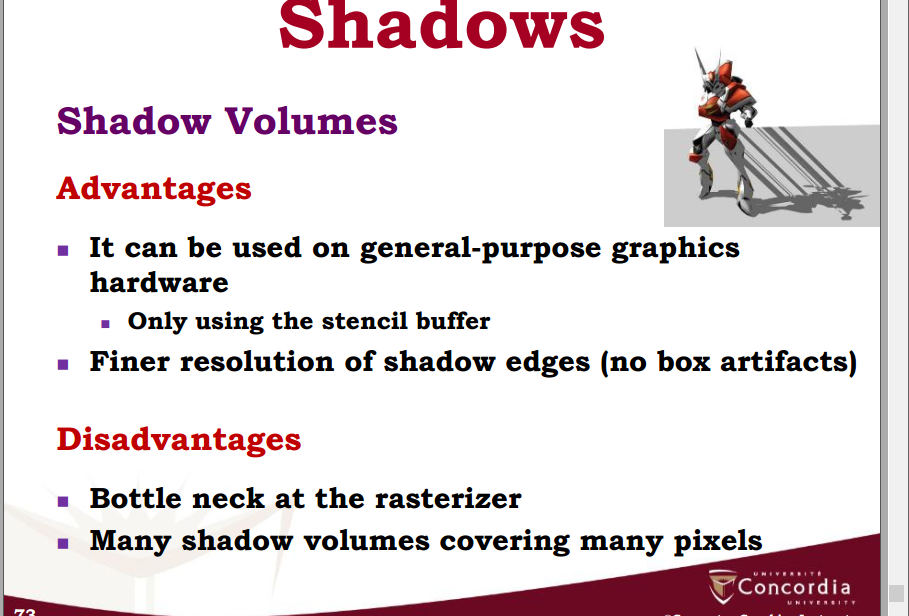 Shadows
Shadow Volumes
Advantages
It can be used on general-purpose graphics
hardware
Only using the stencil buffer
Finer resolution of shadow edges (no box artifacts)
Disadvantages
Bottle neck at the rasterizer
Many shadow volumes covering many pixels
UNIVERSITÉ
Concordia
UNIVERSITY
73